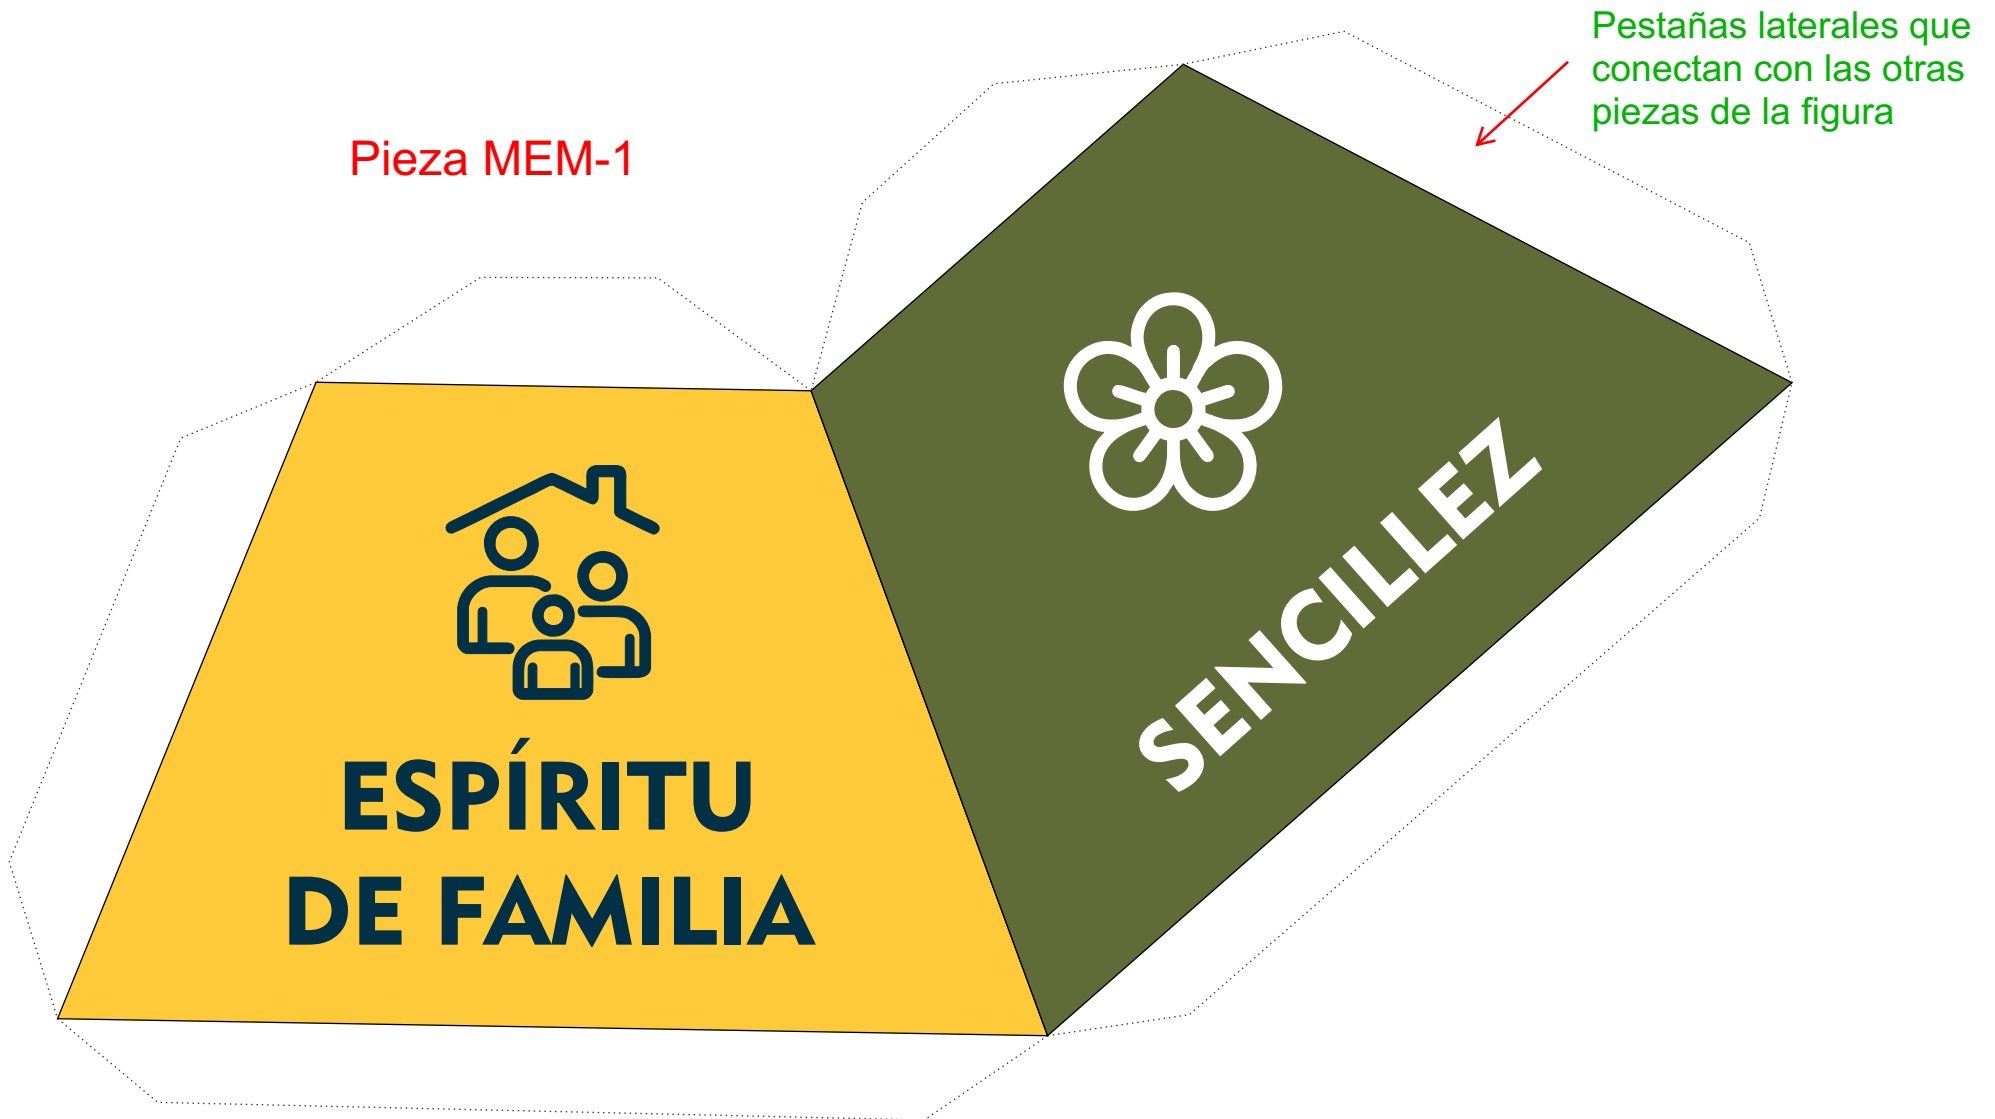 Pestañas laterales que
conectan con las otras
piezas de la figura
Pieza MEM-1
SENCILLEZ
ESPÍRITU
DE FAMILIA